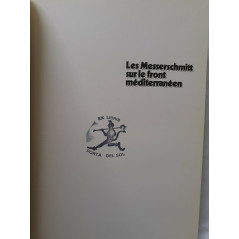 Les Messerschmitt
sur le front
méditerranéen
EX LIBRIS
PORTA DEL SOL